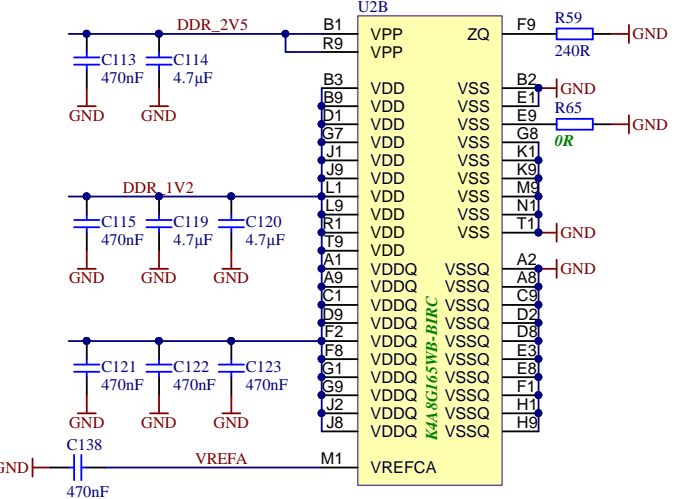 U2B
DDR_2V5
B1 VPP ZQ F9 R59
R9 VPP 240R GND
C113 C114
470nF 4.7µF
GND GND
B3 VDD VSS B2 GND
B9 VDD VSS E1
D1 VDD VSS E9 R65 GND
G7 VDD VSS G8 0R
J1 VDD VSS K1
J9 VDD VSS K9
DDR_1V2
L1 VDD VSS M9
L9 VDD VSS N1
R1 VDD VSS T1 GND
T9 VDD
C115 C119 C120
470nF 4.7µF 4.7µF
GND GND GND
A1 VDDQ VSSQ A2 GND
A9 VDDQ VSSQ A8
C1 VDDQ VSSQ C9
D9 VDDQ VSSQ D2
F2 VDDQ VSSQ D8
F8 VDDQ VSSQ E3
G1 VDDQ VSSQ E8
G9 VDDQ VSSQ F1
J2 VDDQ VSSQ H1
J8 VDDQ VSSQ H9
K4A8G165WB-BIRC
C121 C122 C123
470nF 470nF 470nF
GND GND GND
C138
GND VREFA M1 VREFCA
470nF